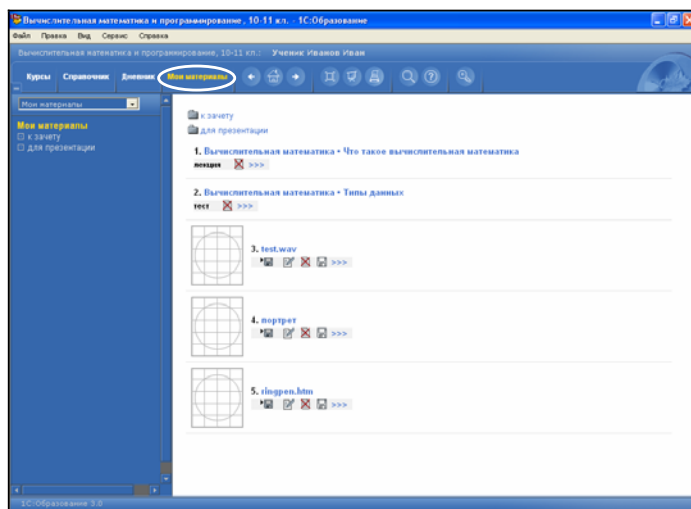 Вычислительная математика и программирование, 10-11 кл. - 1С:Образование
Файл Правка Вид Сервис Справка
Вычислительная математика и программирование, 10-11 кл.: Ученик Иванов Иван
Курсы Справочник Дневник Мои материалы
Мои материалы
Мои материалы
к зачету
для презентации
к зачету
для презентации
1. Вычислительная математика • Что такое вычислительная математика
лекция >>>
2. Вычислительная математика • Типы данных
тест >>>
3. test.wav
>>>
4. портрет
>>>
5. ringpen.htm
>>>
1С:Образование 3.0